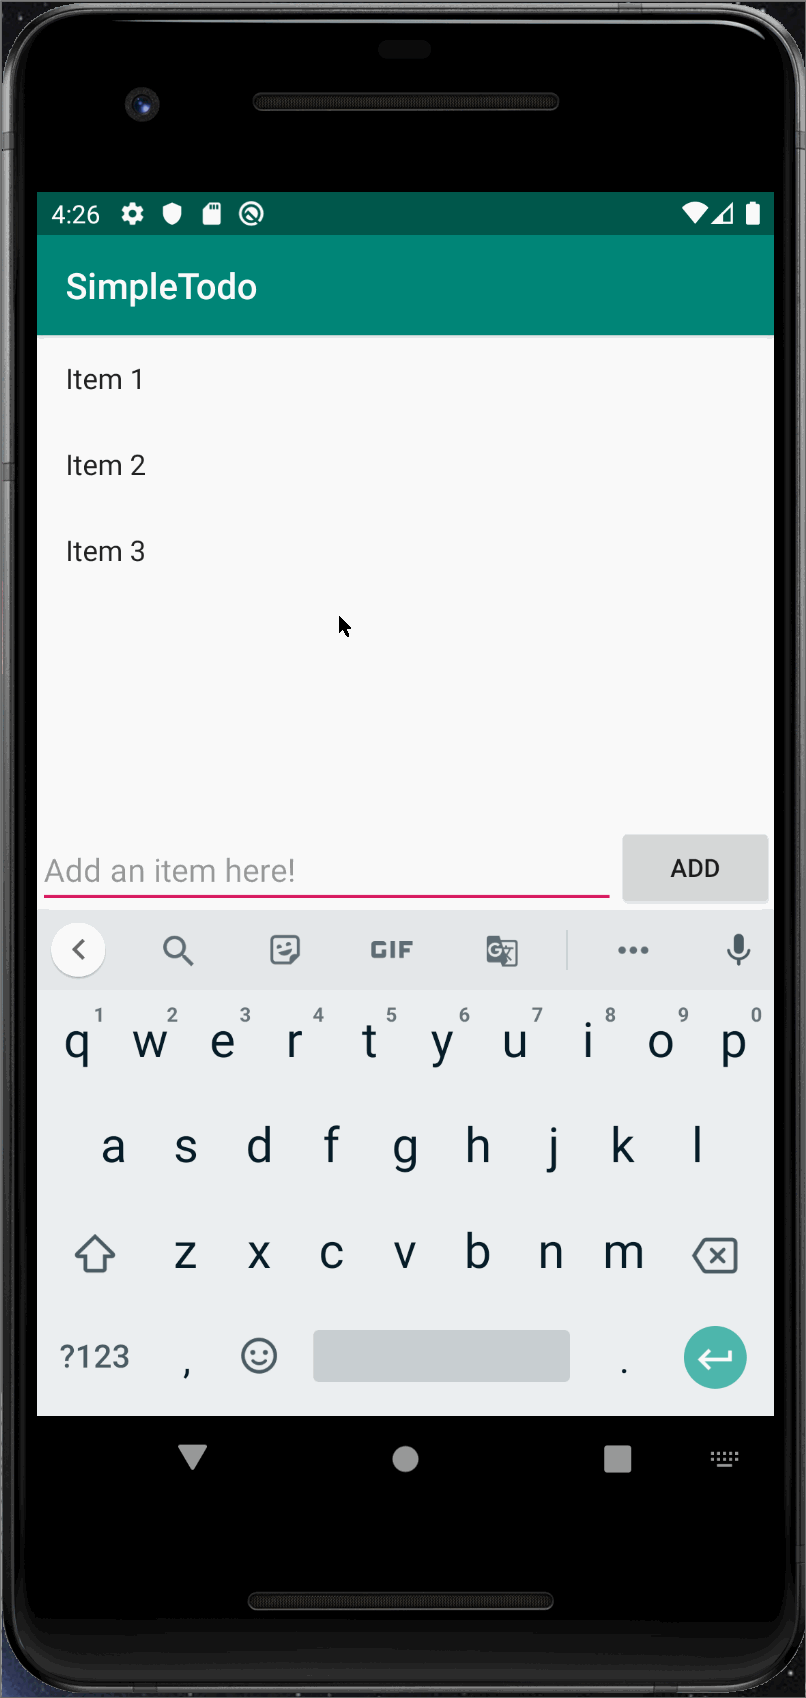 4:26
SimpleTodo
Item 1
Item 2
Item 3
Add an item here!
ADD
GIF
G
1 2 3 4 5 6 7 8 9 0
q w e r t y u i o p
a s d f g h j k l
z x c v b n m
?123 , .